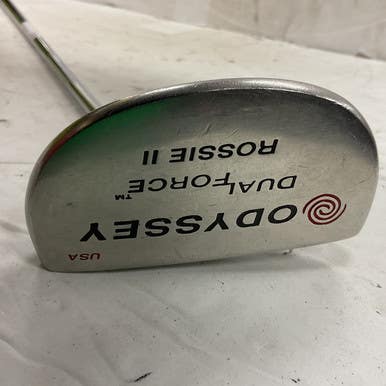 ODYSSEY
DUAL FORCE™
ROSSIE II
USA